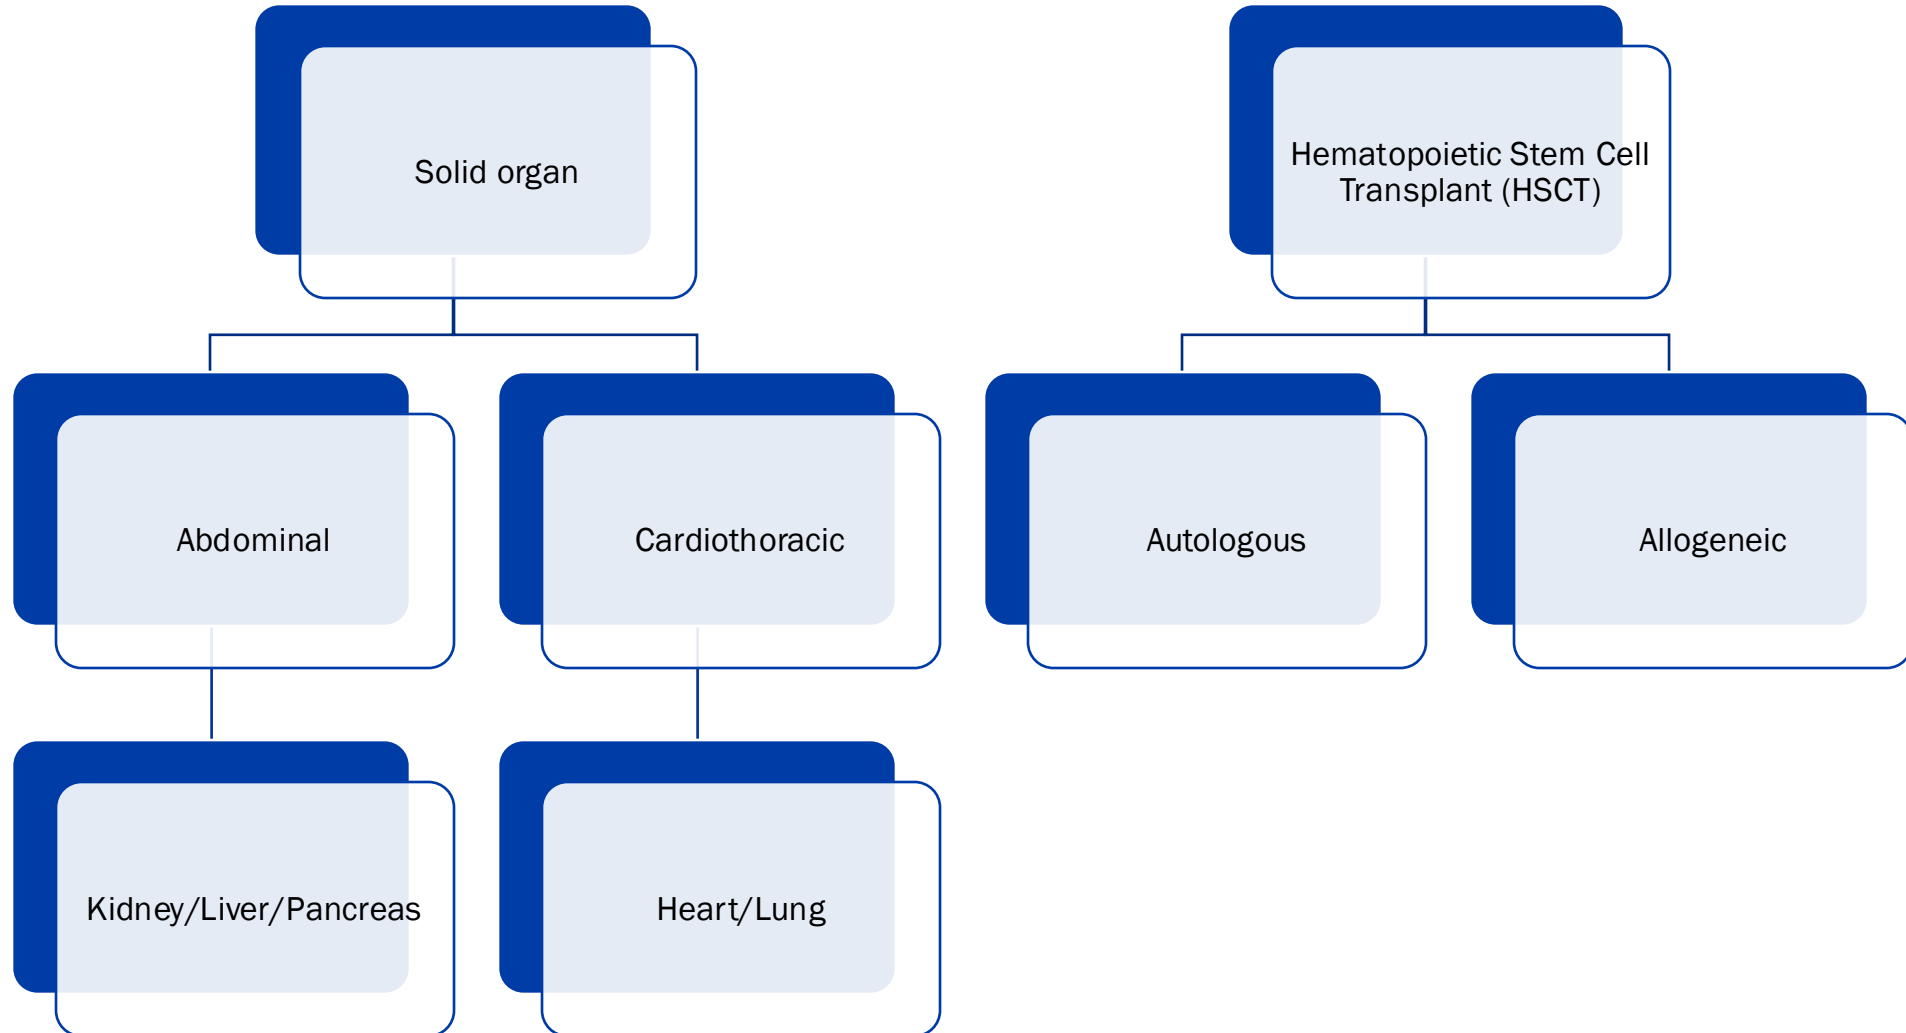 Solid organ
Hematopoietic Stem Cell
Transplant (HSCT)
Abdominal
Cardiothoracic
Autologous
Allogeneic
Kidney/Liver/Pancreas
Heart/Lung